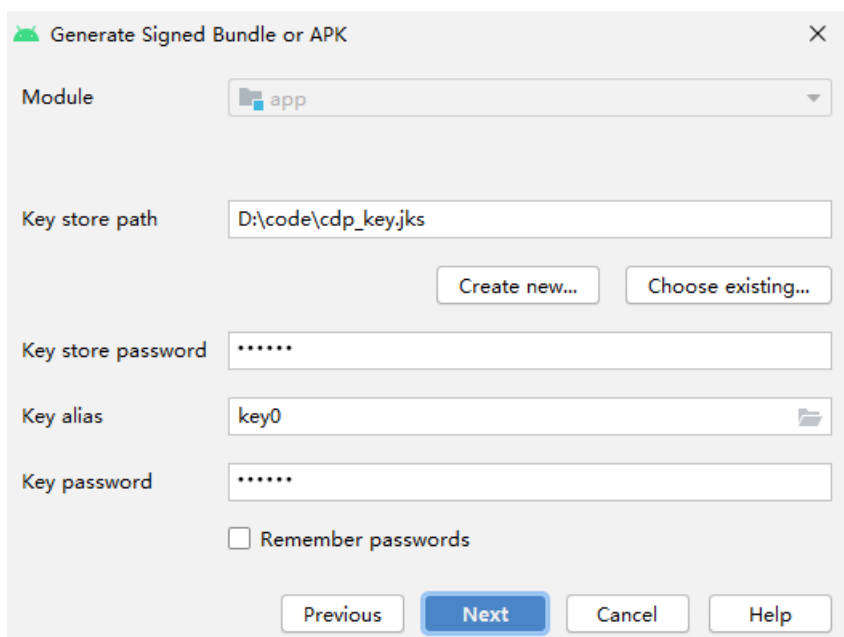 Generate Signed Bundle or APK
Module app
Key store path D:\code\cdp_key.jks
Create new... Choose existing...
Key store password ••••••
Key alias key0
Key password ••••••
Remember passwords
Previous Next Cancel Help